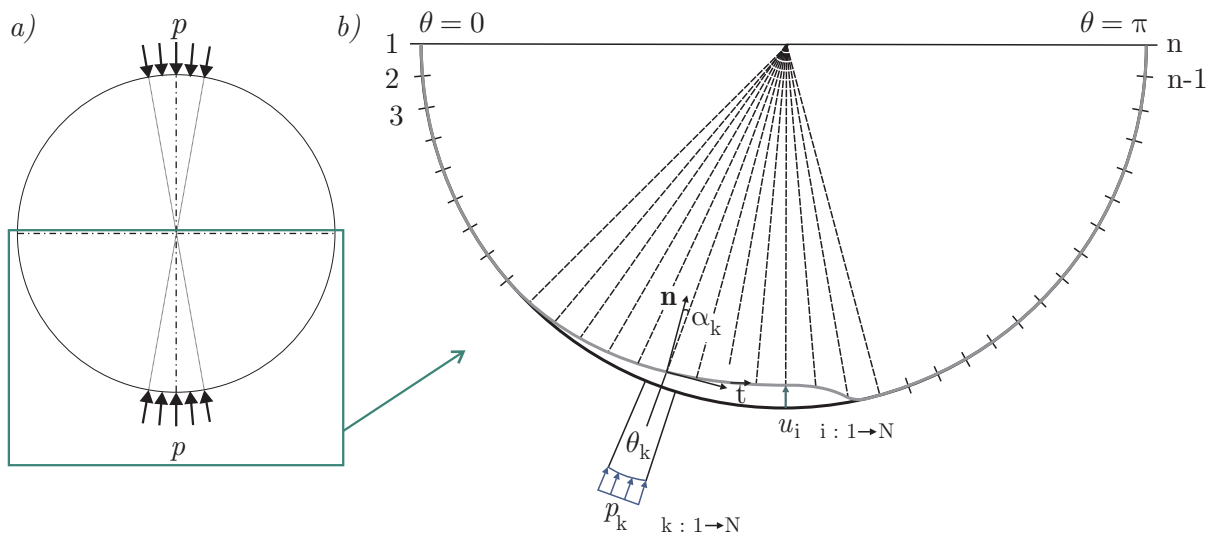 a)
p
p
b)
θ = 0
θ = π
1
2
3
n
n-1
n
α_k
t
θ_k
p_k
k : 1→N
u_i
i : 1→N